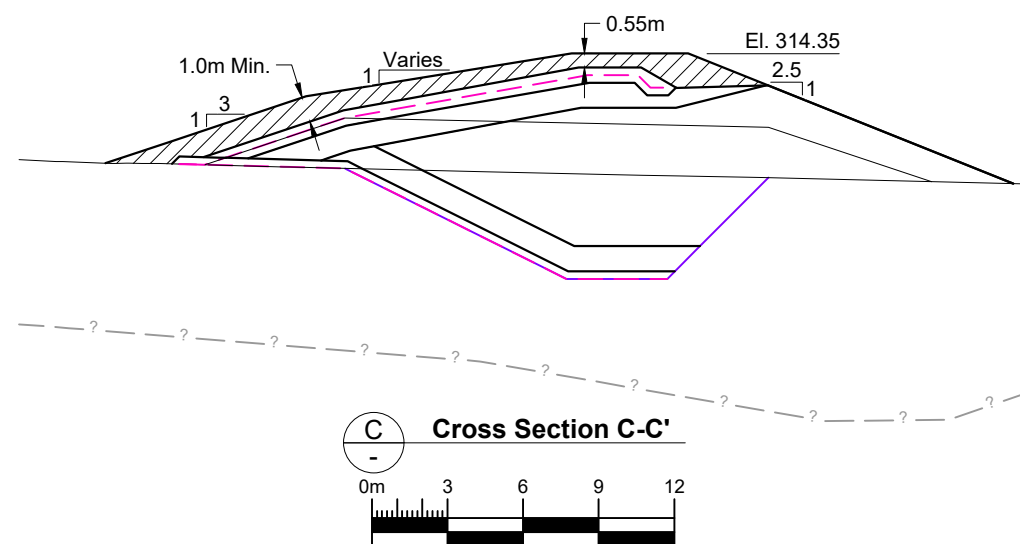 0.55m
El. 314.35
Varies
1
1.0m Min.
2.5
1
3
1
? ? ? ? ? ? ? ? ? ? ?
C
-
Cross Section C-C'
0m 3 6 9 12